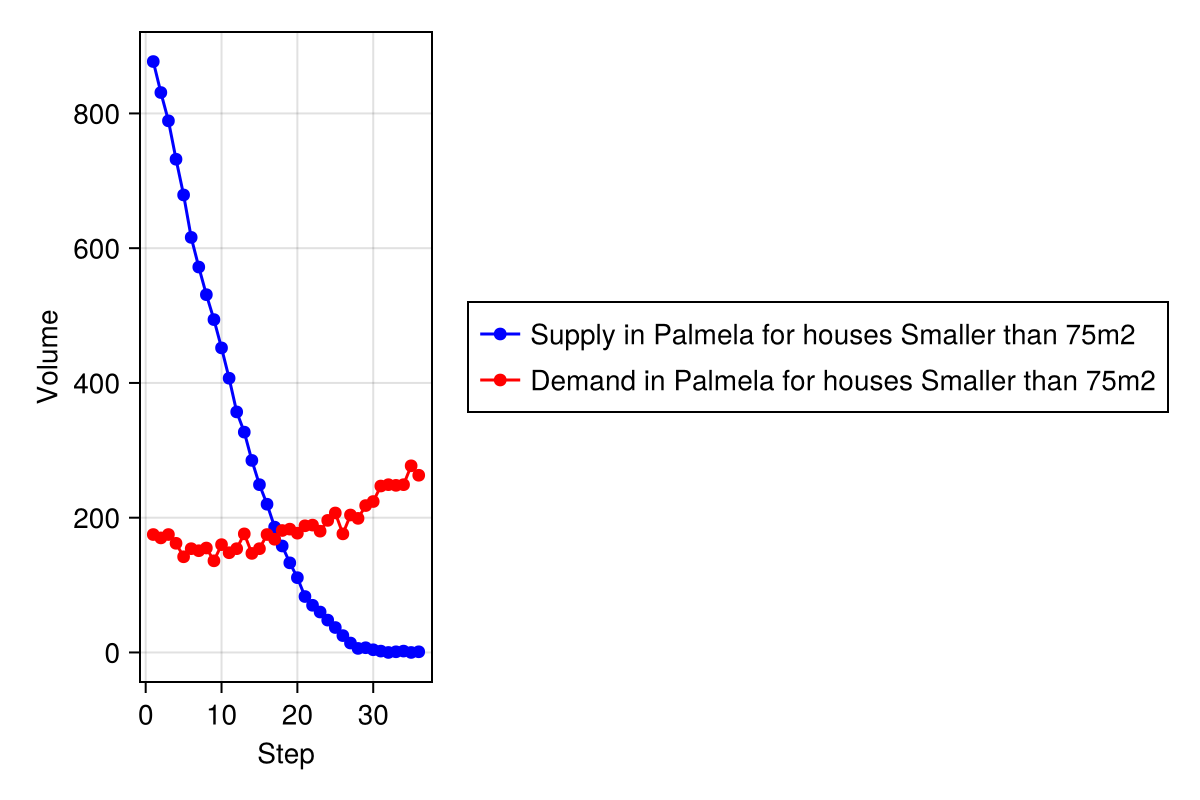 Volume
800
600
400
200
0
0 10 20 30
Step
Supply in Palmela for houses Smaller than 75m2
Demand in Palmela for houses Smaller than 75m2